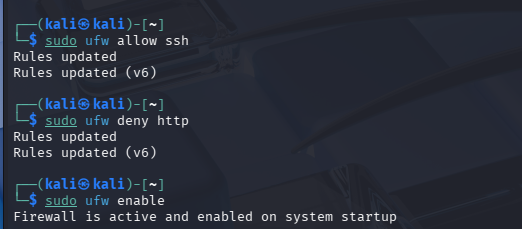 ┌──(kali㉿kali)-[~]
└─$ sudo ufw allow ssh
Rules updated
Rules updated (v6)
┌──(kali㉿kali)-[~]
└─$ sudo ufw deny http
Rules updated
Rules updated (v6)
┌──(kali㉿kali)-[~]
└─$ sudo ufw enable
Firewall is active and enabled on system startup